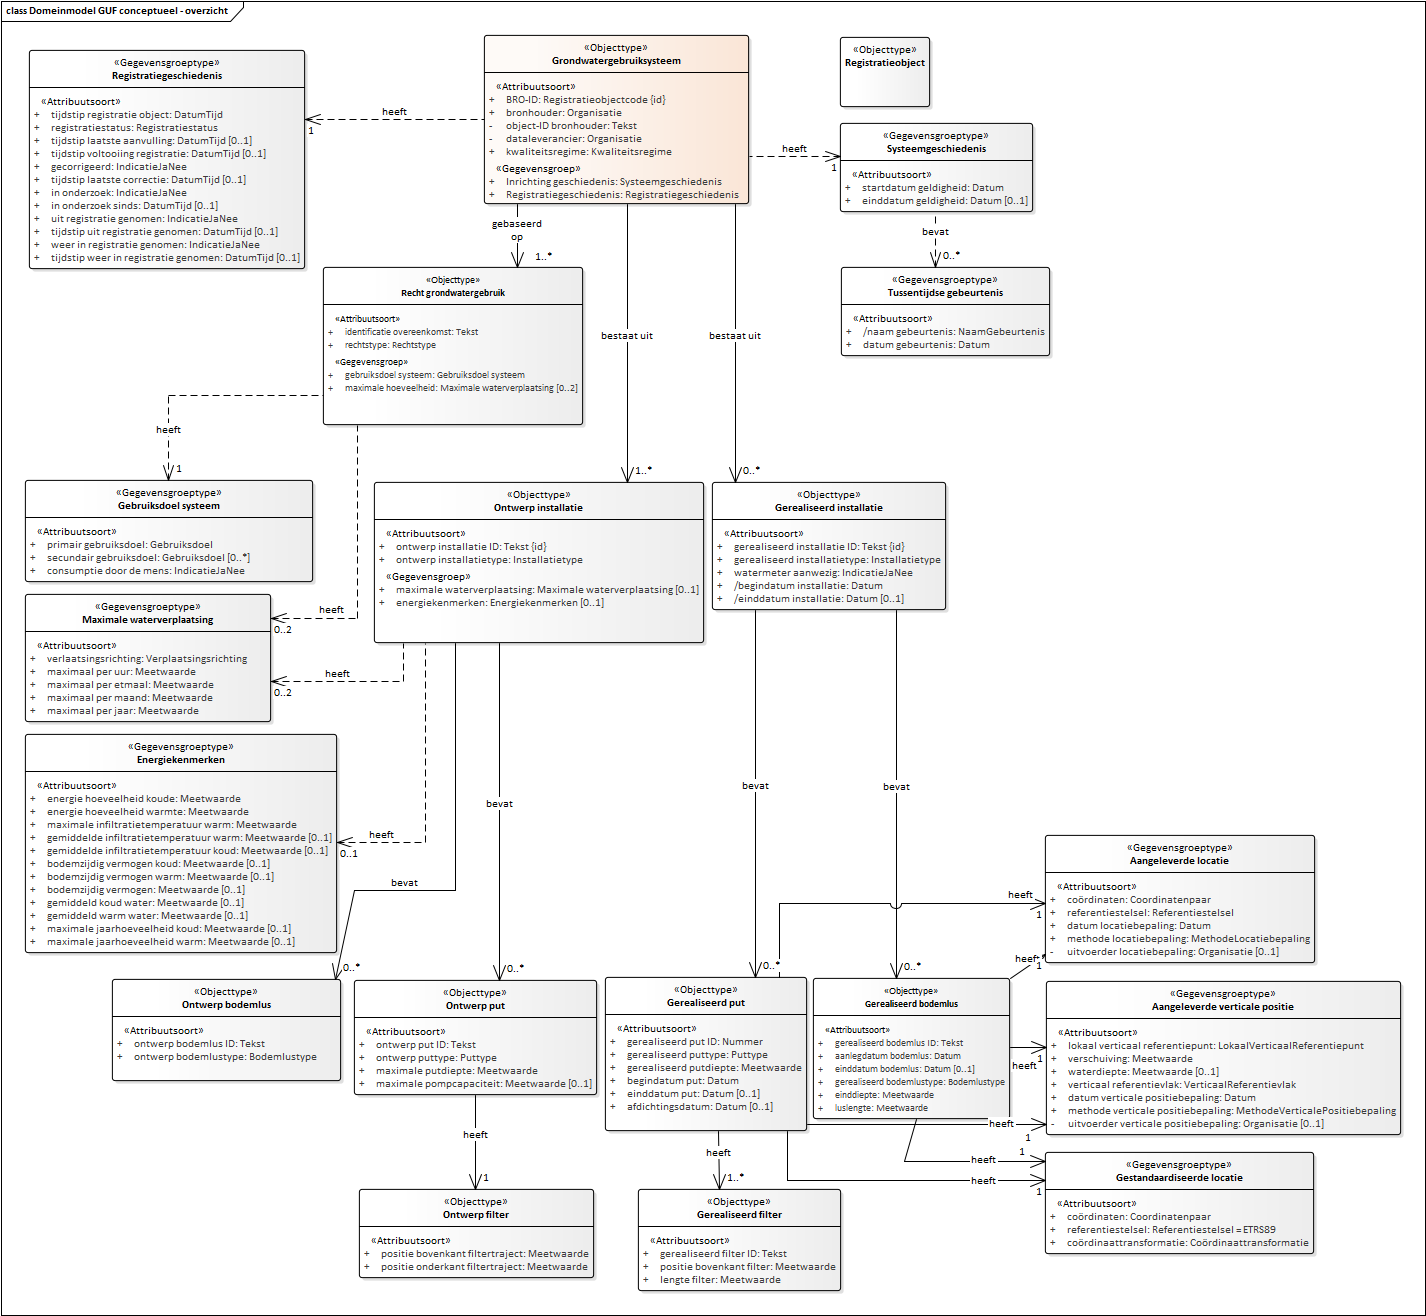 class Domeinmodel GUF conceptueel - overzicht
«Objecttype»
Grondwatergebruiksysteem
«Attribuutsoort»
+ BRO-ID: Registratieobjectcode {id}
+ bronhouder: Organisatie
- object-ID bronhouder: Tekst
- dataleverancier: Organisatie
+ kwaliteitsregime: Kwaliteitsregime
«Gegevensgroep»
+ Inrichting geschiedenis: Systeemgeschiedenis
+ Registratiegeschiedenis: Registratiegeschiedenis
«Objecttype»
Registratieobject
«Gegevensgroeptype»
Registratiegeschiedenis
«Attribuutsoort»
+ tijdstip registratie object: DatumTijd
+ registratiestatus: Registratiestatus
+ tijdstip laatste aanvulling: DatumTijd [0..1]
+ tijdstip voltooiing registratie: DatumTijd [0..1]
+ gecorrigeerd: IndicatieJaNee
+ tijdstip laatste correctie: DatumTijd [0..1]
+ in onderzoek: IndicatieJaNee
+ in onderzoek sinds: DatumTijd [0..1]
+ uit registratie genomen: IndicatieJaNee
+ tijdstip uit registratie genomen: DatumTijd [0..1]
+ weer in registratie genomen: IndicatieJaNee
+ tijdstip weer in registratie genomen: DatumTijd [0..1]
heeft
1
heeft
1
«Gegevensgroeptype»
Systeemgeschiedenis
«Attribuutsoort»
+ startdatum geldigheid: Datum
+ einddatum geldigheid: Datum [0..1]
bevat
0..*
«Gegevensgroeptype»
Tussentijdse gebeurtenis
«Attribuutsoort»
+ /naam gebeurtenis: NaamGebeurtenis
+ datum gebeurtenis: Datum
gebaseerd
op
1..*
«Objecttype»
Recht grondwatergebruik
«Attribuutsoort»
+ identificatie overeenkomst: Tekst
+ rechtstype: Rechtstype
«Gegevensgroep»
+ gebruiksdoel systeem: Gebruiksdoel systeem
+ maximale hoeveelheid: Maximale waterverplaatsing [0..2]
bestaat uit
1..*
bestaat uit
0..*
heeft
1
«Gegevensgroeptype»
Gebruiksdoel systeem
«Attribuutsoort»
+ primair gebruiksdoel: Gebruiksdoel
+ secundair gebruiksdoel: Gebruiksdoel [0..*]
+ consumptie door de mens: IndicatieJaNee
«Objecttype»
Ontwerp installatie
«Attribuutsoort»
+ ontwerp installatie ID: Tekst {id}
+ ontwerp installatietype: Installatietype
«Gegevensgroep»
+ maximale waterverplaatsing: Maximale waterverplaatsing [0..1]
+ energiekenmerken: Energiekenmerken [0..1]
«Objecttype»
Gerealiseerd installatie
«Attribuutsoort»
+ gerealiseerd installatie ID: Tekst {id}
+ gerealiseerd installatietype: Installatietype
+ watermeter aanwezig: IndicatieJaNee
+ /begindatum installatie: Datum
+ /einddatum installatie: Datum [0..1]
«Gegevensgroeptype»
Maximale waterverplaatsing
«Attribuutsoort»
+ verlaatsingsrichting: Verplaatsingsrichting
+ maximaal per uur: Meetwaarde
+ maximaal per etmaal: Meetwaarde
+ maximaal per maand: Meetwaarde
+ maximaal per jaar: Meetwaarde
heeft
0..2
heeft
0..2
«Gegevensgroeptype»
Energiekenmerken
«Attribuutsoort»
+ energie hoeveelheid koude: Meetwaarde
+ energie hoeveelheid warmte: Meetwaarde
+ maximale infiltratietemperatuur warm: Meetwaarde
+ gemiddelde infiltratietemperatuur warm: Meetwaarde [0..1]
+ gemiddelde infiltratietemperatuur koud: Meetwaarde [0..1]
+ bodemzijdig vermogen koud: Meetwaarde [0..1]
+ bodemzijdig vermogen warm: Meetwaarde [0..1]
+ bodemzijdig vermogen: Meetwaarde [0..1]
+ gemiddeld koud water: Meetwaarde [0..1]
+ gemiddeld warm water: Meetwaarde [0..1]
+ maximale jaarhoeveelheid koud: Meetwaarde [0..1]
+ maximale jaarhoeveelheid warm: Meetwaarde [0..1]
heeft
0..1
bevat
0..*
bevat
0..*
bevat
0..*
bevat
0..*
«Objecttype»
Ontwerp bodemlus
«Attribuutsoort»
+ ontwerp bodemlus ID: Tekst
+ ontwerp bodemlustype: Bodemlustype
«Objecttype»
Ontwerp put
«Attribuutsoort»
+ ontwerp put ID: Tekst
+ ontwerp puttype: Puttype
+ maximale putdiepte: Meetwaarde
+ maximale pompcapaciteit: Meetwaarde [0..1]
«Objecttype»
Gerealiseerd put
«Attribuutsoort»
+ gerealiseerd put ID: Nummer
+ gerealiseerd puttype: Puttype
+ gerealiseerd putdiepte: Meetwaarde
+ begindatum put: Datum
+ einddatum put: Datum [0..1]
+ afdichtingsdatum: Datum [0..1]
«Objecttype»
Gerealiseerd bodemlus
«Attribuutsoort»
+ gerealiseerd bodemlus ID: Tekst
+ aanlegdatum bodemlus: Datum
+ einddatum bodemlus: Datum [0..1]
+ gerealiseerd bodemlustype: Bodemlustype
+ einddiepte: Meetwaarde
+ luslengte: Meetwaarde
heeft
1
heeft
1
«Gegevensgroeptype»
Aangeleverde locatie
«Attribuutsoort»
+ coördinaten: Coordinatenpaar
+ referentiestelsel: Referentiestelsel
+ datum locatiebepaling: Datum
+ methode locatiebepaling: MethodeLocatiebepaling
- uitvoerder locatiebepaling: Organisatie [0..1]
«Gegevensgroeptype»
Aangeleverde verticale positie
«Attribuutsoort»
+ lokaal verticaal referentiepunt: LokaalVerticaalReferentiepunt
+ verschuiving: Meetwaarde
+ waterdiepte: Meetwaarde [0..1]
+ verticaal referentievlak: VerticaalReferentievlak
+ datum verticale positiebepaling: Datum
+ methode verticale positiebepaling: MethodeVerticalePositiebepaling
- uitvoerder verticale positiebepaling: Organisatie [0..1]
1
heeft
heeft
1
1
heeft
heeft
1
«Gegevensgroeptype»
Gestandaardiseerde locatie
«Attribuutsoort»
+ coördinaten: Coordinatenpaar
+ referentiestelsel: Referentiestelsel = ETRS89
+ coördinaattransformatie: Coördinaattransformatie
heeft
1
«Objecttype»
Ontwerp filter
«Attribuutsoort»
+ positie bovenkant filtertraject: Meetwaarde
+ positie onderkant filtertraject: Meetwaarde
heeft
1..*
«Objecttype»
Gerealiseerd filter
«Attribuutsoort»
+ gerealiseerd filter ID: Tekst
+ positie bovenkant filter: Meetwaarde
+ lengte filter: Meetwaarde